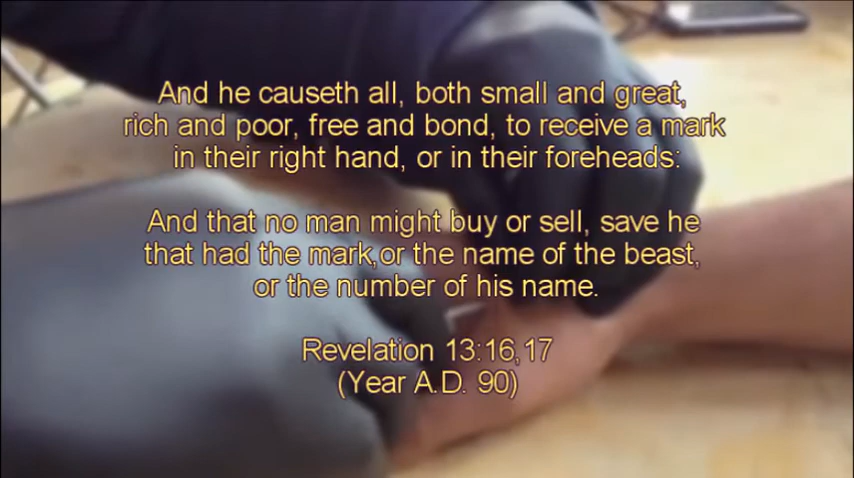 And he causeth all, both small and great,
rich and poor, free and bond, to receive a mark
in their right hand, or in their foreheads:
And that no man might buy or sell, save he
that had the mark,or the name of the beast,
or the number of his name.
Revelation 13:16,17
(Year A.D. 90)